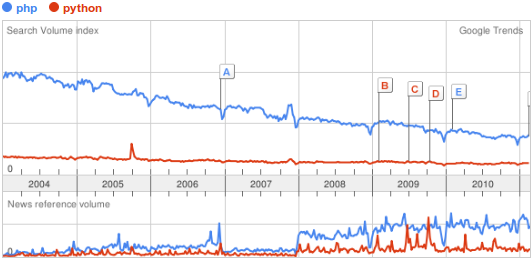 php python
Search Volume index Google Trends
A
B
C
D
E
0
2004 2005 2006 2007 2008 2009 2010
News reference volume
0